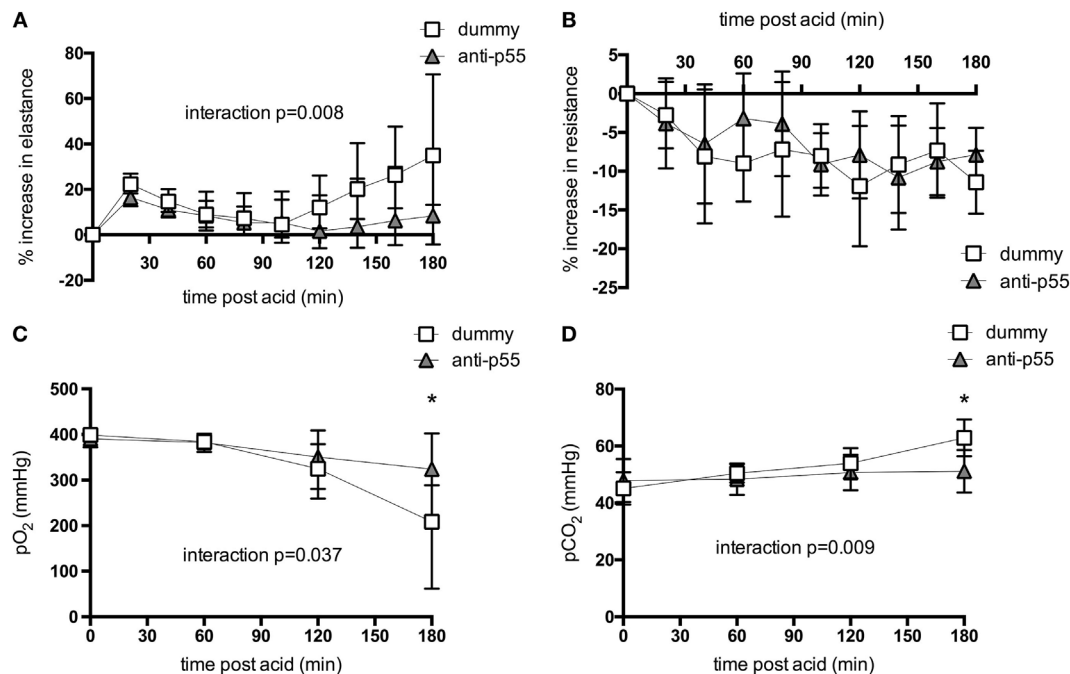 A
dummy
anti-p55
80
60
40
20
0
-20
% increase in elastance
interaction p=0.008
30 60 90 120 150 180
time post acid (min)
B
time post acid (min)
5
0
-5
-10
-15
-20
-25
% increase in resistance
30 60 90 120 150 180
dummy
anti-p55
C
dummy
anti-p55
500
400
300
200
100
0
pO2 (mmHg)
*
interaction p=0.037
0 30 60 90 120 150 180
time post acid (min)
D
dummy
anti-p55
80
60
40
20
0
pCO2 (mmHg)
*
interaction p=0.009
0 30 60 90 120 150 180
time post acid (min)